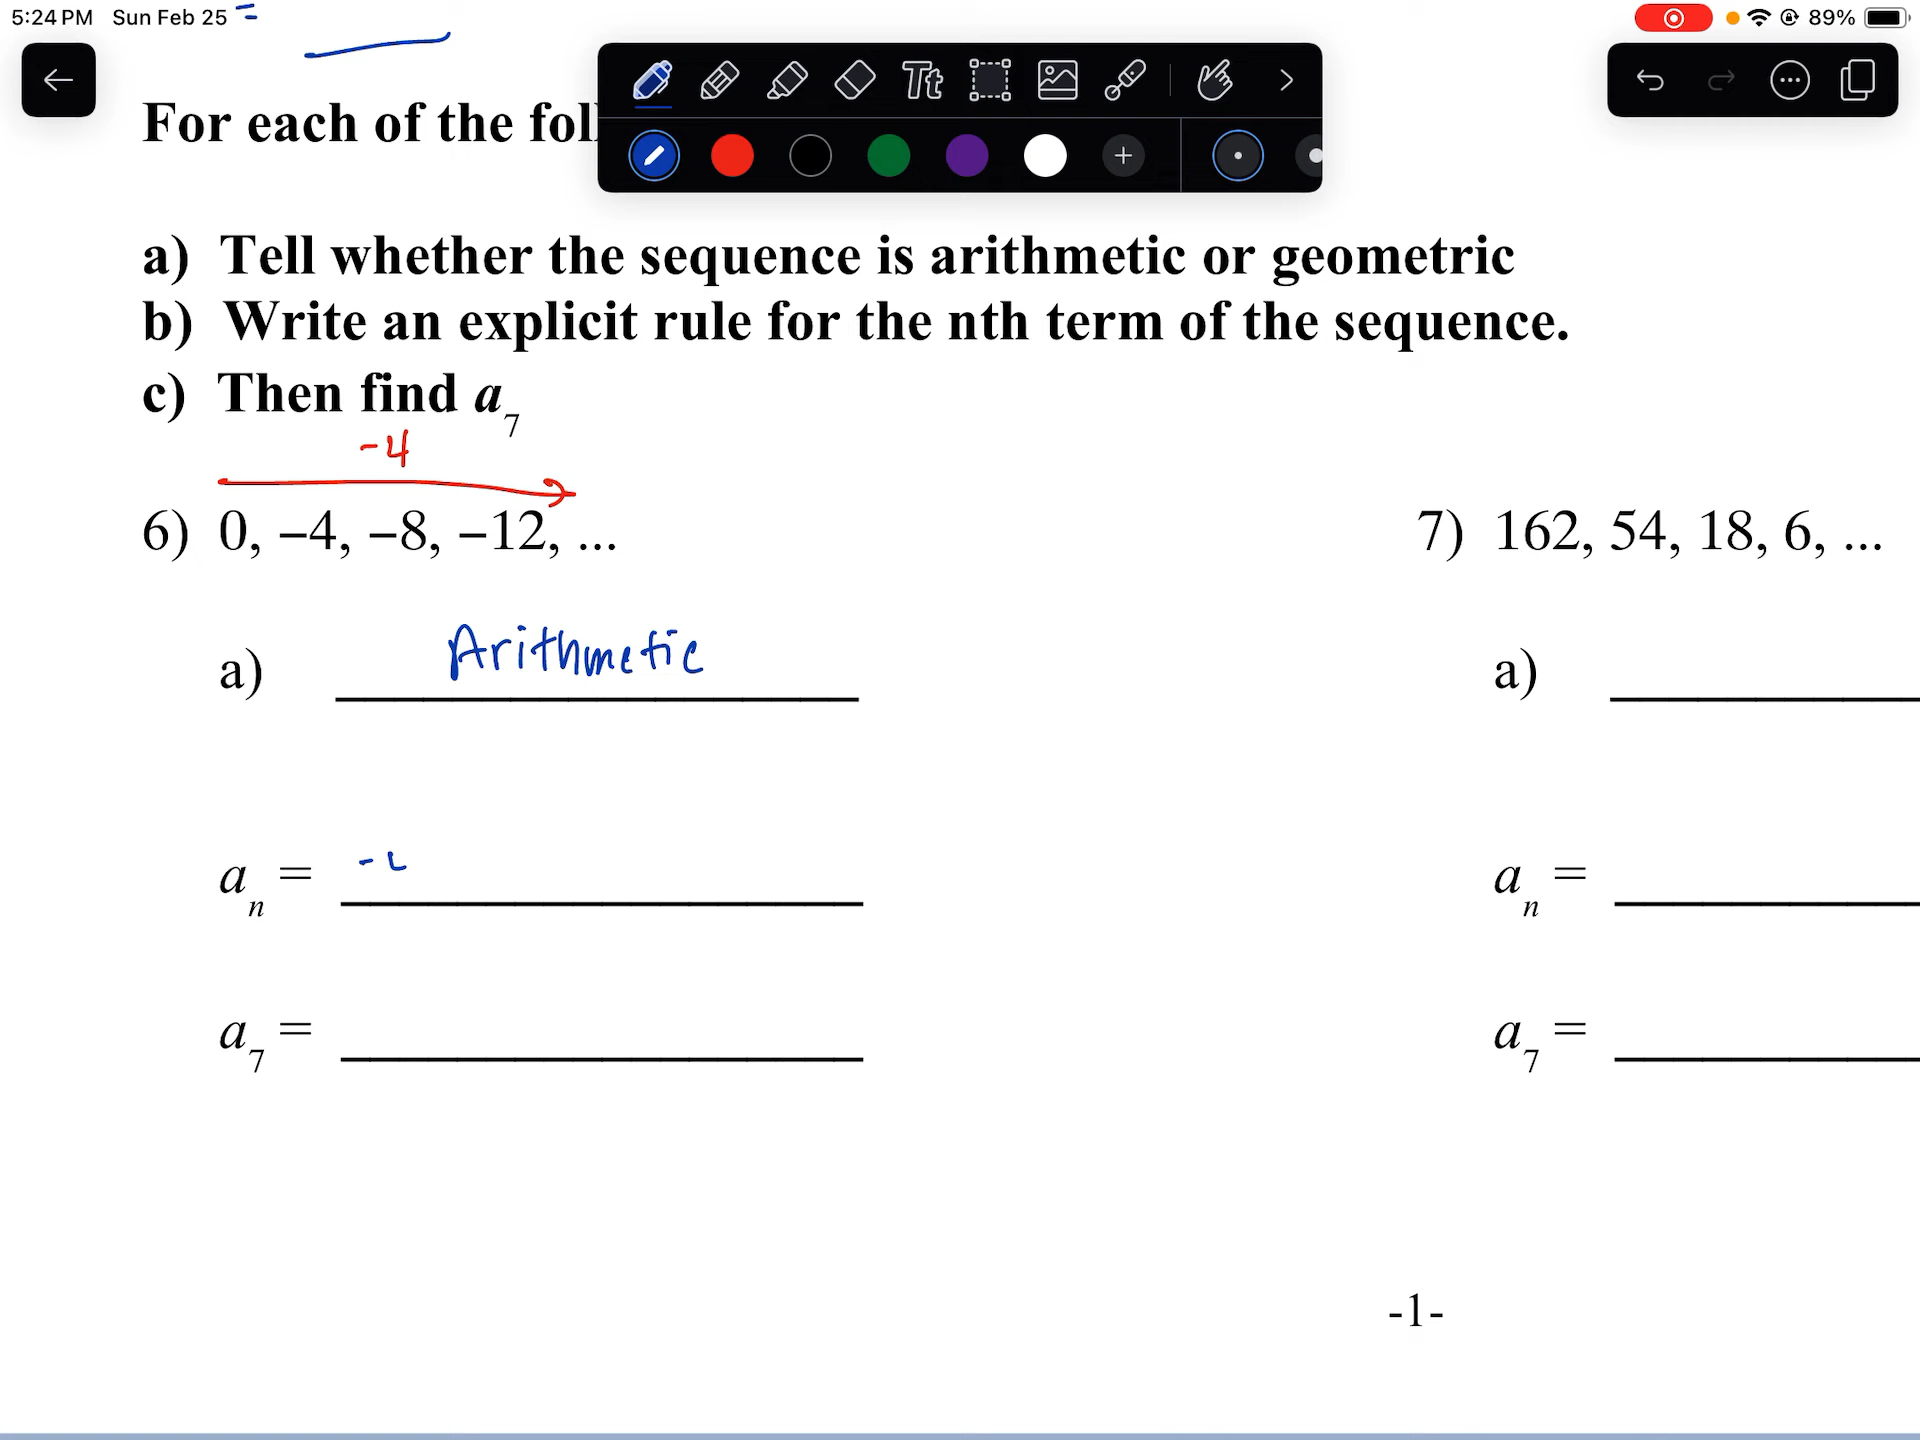 5:24 PM Sun Feb 25
89%
Tt
For each of the fol
a) Tell whether the sequence is arithmetic or geometric
b) Write an explicit rule for the nth term of the sequence.
c) Then find a₇
-4
6) 0, −4, −8, −12, ...
7) 162, 54, 18, 6, ...
a) Arithmetic
a)
aₙ = -
aₙ =
a₇ =
a₇ =
-1-